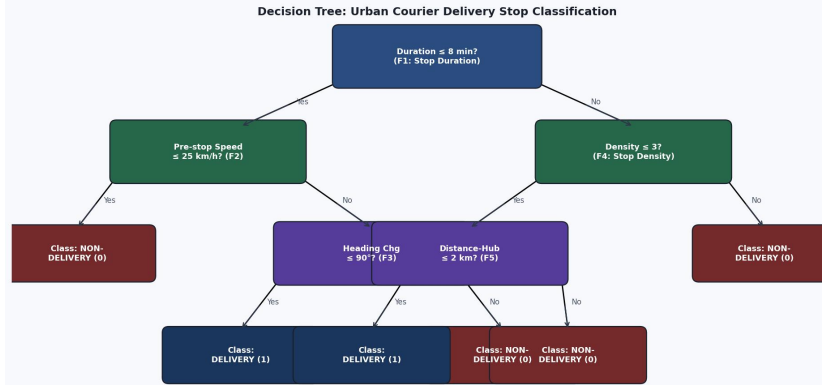 Decision Tree: Urban Courier Delivery Stop Classification
Duration ≤ 8 min?
(F1: Stop Duration)
Yes
No
Pre-stop Speed
≤ 25 km/h? (F2)
Density ≤ 3?
(F4: Stop Density)
Yes
No
Yes
No
Class: NON-
DELIVERY (0)
Heading Chg
≤ 90°? (F3)
Distance-Hub
≤ 2 km? (F5)
Class: NON-
DELIVERY (0)
Yes
Yes
No
No
Class:
DELIVERY (1)
Class:
DELIVERY (1)
Class: NON-
DELIVERY (0)
Class: NON-
DELIVERY (0)